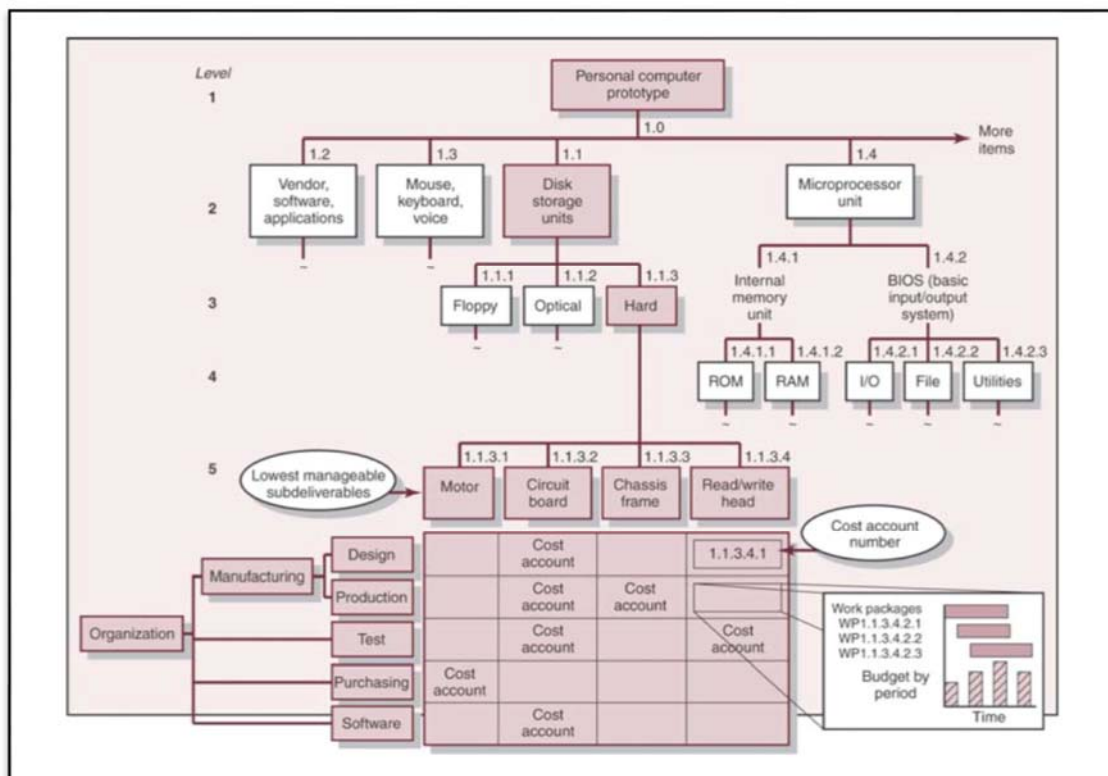 Level
1
Personal computer
prototype
1.0
More
items
1.2
1.3
1.1
1.4
2
Vendor,
software,
applications
Mouse,
keyboard,
voice
Disk
storage
units
Microprocessor
unit
~
~
1.4.1
1.4.2
1.1.1
1.1.2
1.1.3
3
Floppy
Optical
Hard
Internal
memory
unit
BIOS (basic
input/output
system)
~
~
1.4.1.1
1.4.1.2
1.4.2.1
1.4.2.2
1.4.2.3
4
ROM
RAM
I/O
File
Utilities
~
~
~
~
~
5
1.1.3.1
1.1.3.2
1.1.3.3
1.1.3.4
Lowest manageable
subdeliverables
Motor
Circuit
board
Chassis
frame
Read/write
head
Cost account
number
Organization
Manufacturing
Design
Cost
account
1.1.3.4.1
Production
Cost
account
Cost
account
Test
Cost
account
Cost
account
Purchasing
Cost
account
Software
Cost
account
Work packages
WP1.1.3.4.2.1
WP1.1.3.4.2.2
WP1.1.3.4.2.3
Budget by
period
Time